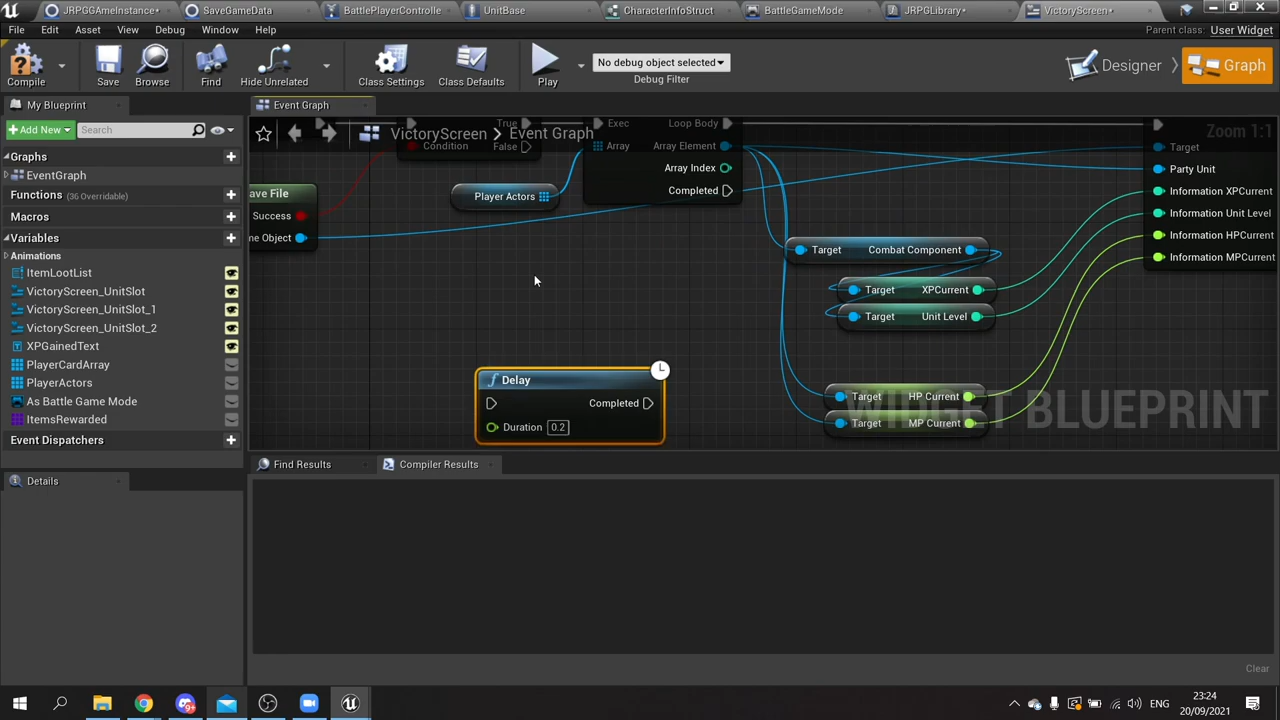 JRPGGAmeInstance*
SaveGameData
BattlePlayerControlle
UnitBase
CharacterInfoStruct
BattleGameMode
JRPGLibrary*
VictoryScreen*
File Edit Asset View Debug Window Help
Parent class: User Widget
Compile
Save
Browse
Find
Hide Unrelated
Class Settings
Class Defaults
Play
No debug object selected
Debug Filter
Designer
Graph
My Blueprint
Event Graph
Add New
Search
VictoryScreen > Event Graph
Zoom 1:1
Graphs
EventGraph
Functions (36 Overridable)
Macros
Variables
Animations
ItemLootList
VictoryScreen_UnitSlot
VictoryScreen_UnitSlot_1
VictoryScreen_UnitSlot_2
XPGainedText
PlayerCardArray
PlayerActors
As Battle Game Mode
ItemsRewarded
Event Dispatchers
Details
True
Condition False
Exec Loop Body
Array Array Element
Array Index
Completed
Player Actors
ave File
Success
ne Object
Target Combat Component
Target XPCurrent
Target Unit Level
Target HP Current
Target MP Current
Target
Party Unit
Information XPCurrent
Information Unit Level
Information HPCurrent
Information MPCurrent
Delay
Completed
Duration 0.2
WIDGET BLUEPRINT
Find Results
Compiler Results
Clear
ENG
23:24
20/09/2021